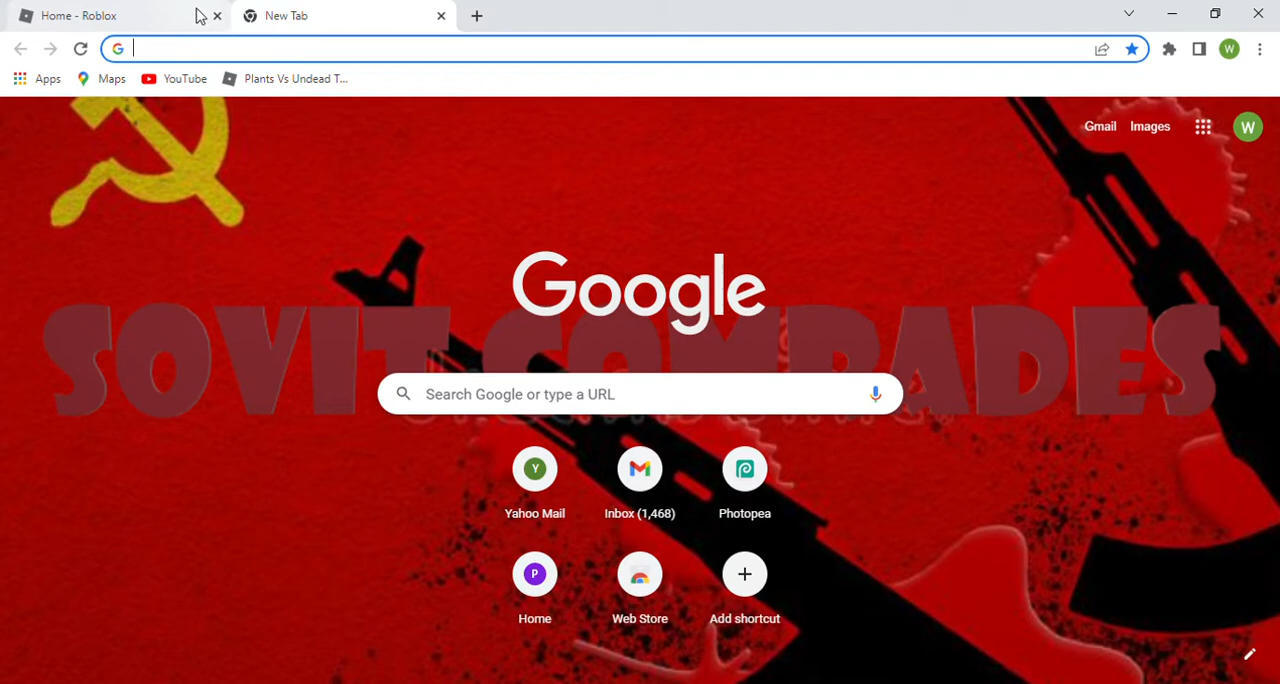 Home - Roblox
New Tab
Apps
Maps
YouTube
Plants Vs Undead T...
W
Gmail
Images
W
Google
SOVIT COMRADES
Search Google or type a URL
Y
Yahoo Mail
Inbox (1,468)
Photopea
P
Home
Web Store
Add shortcut